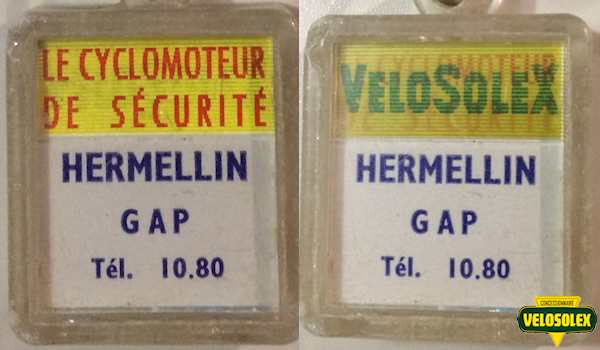 LE CYCLOMOTEUR
DE SÉCURITÉ
HERMELLIN
GAP
Tél. 10.80
VELOSOLEX
HERMELLIN
GAP
Tél. 10.80
CONCESSIONNAIRE
VELOSOLEX